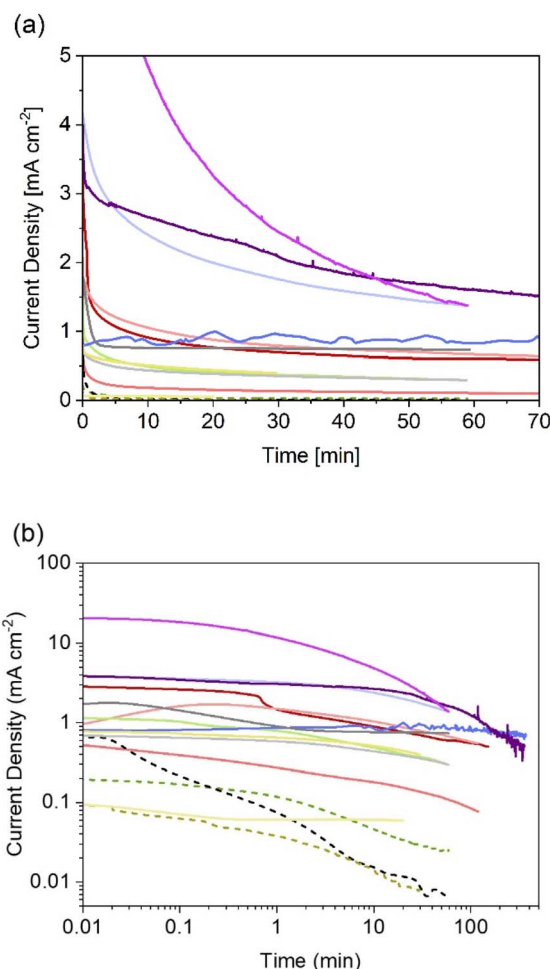 (a)
5
4
3
2
1
0
Current Density [mA cm⁻²]
0 10 20 30 40 50 60 70
Time [min]
(b)
100
10
1
0.1
0.01
Current Density (mA cm⁻²)
0.01 0.1 1 10 100
Time (min)